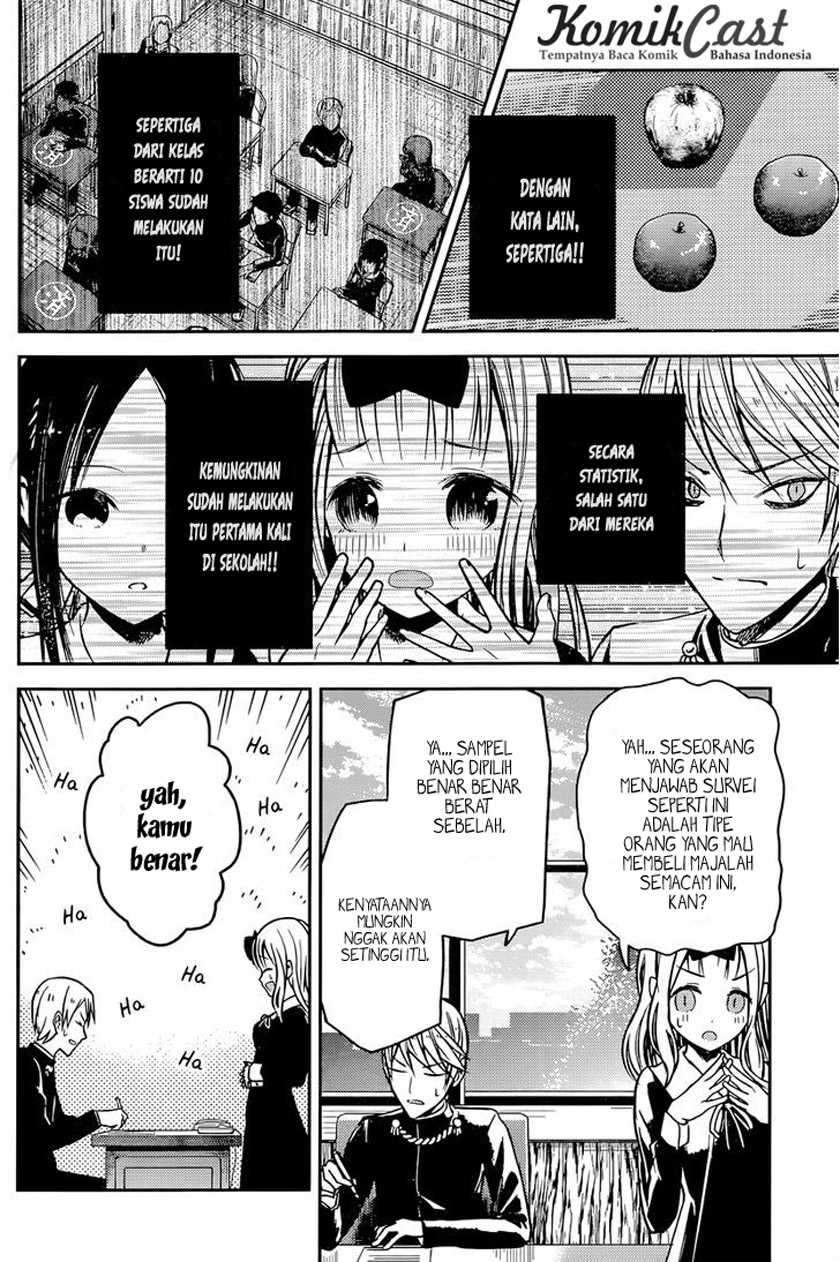 KomikCast
Tempatnya Baca Komik Bahasa Indonesia
DENGAN
KATA LAIN,
SEPERTIGA!!
SEPERTIGA
DARI KELAS
BERARTI 10
SISWA SUDAH
MELAKUKAN
ITU!
済
済
済
SECARA
STATISTIK,
SALAH SATU
DARI MEREKA
KEMUNGKINAN
SUDAH MELAKUKAN
ITU PERTAMA KALI
DI SEKOLAH!!
YAH... SESEORANG
YANG AKAN
MENJAWAB SURVEI
SEPERTI INI
ADALAH TIPE
ORANG YANG MAU
MEMBELI MAJALAH
SEMACAM INI,
KAN?
YA... SAMPEL
YANG DIPILIH
BENAR BENAR
BERAT
SEBELAH,
KENYATAANNYA
MUNGKIN
NGGAK AKAN
SETINGGI ITU.
yah,
kamu
benar!
Ha
Ha
Ha
Ha
Ha
Ha
Ha